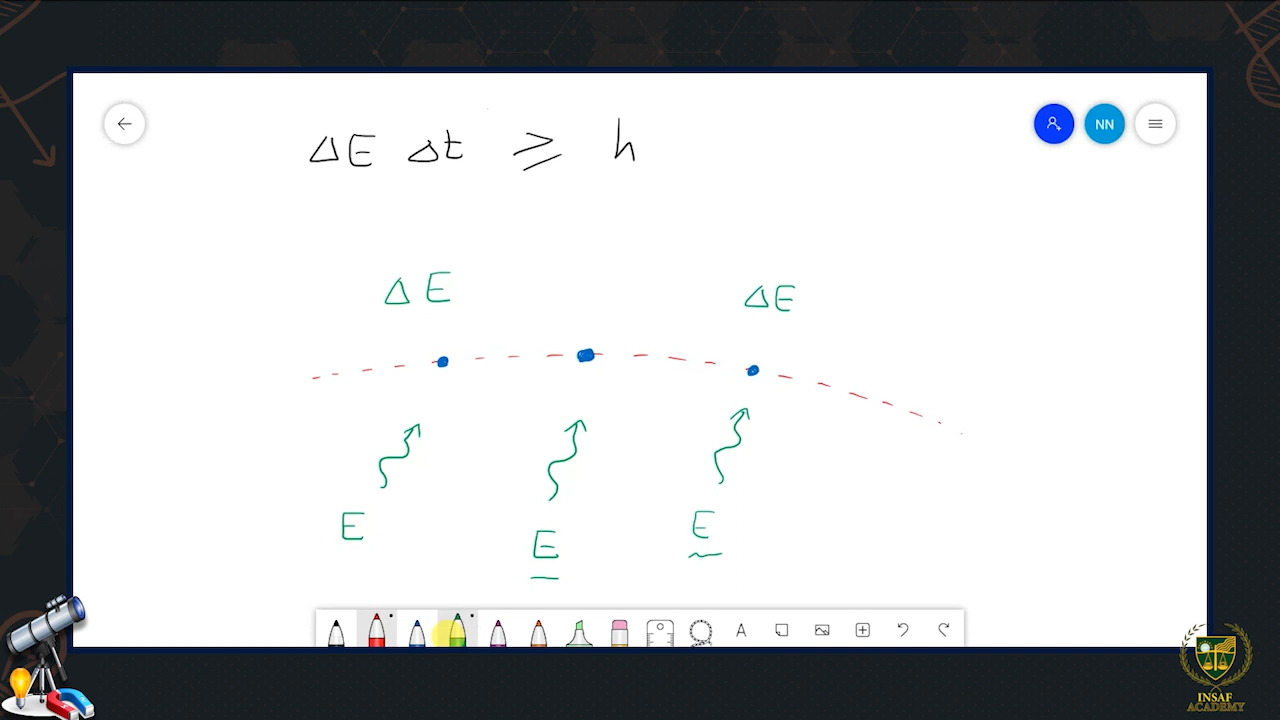 NN
ΔE Δt ≥ h
ΔE ΔE
E E E
A
INSAF
ACADEMY